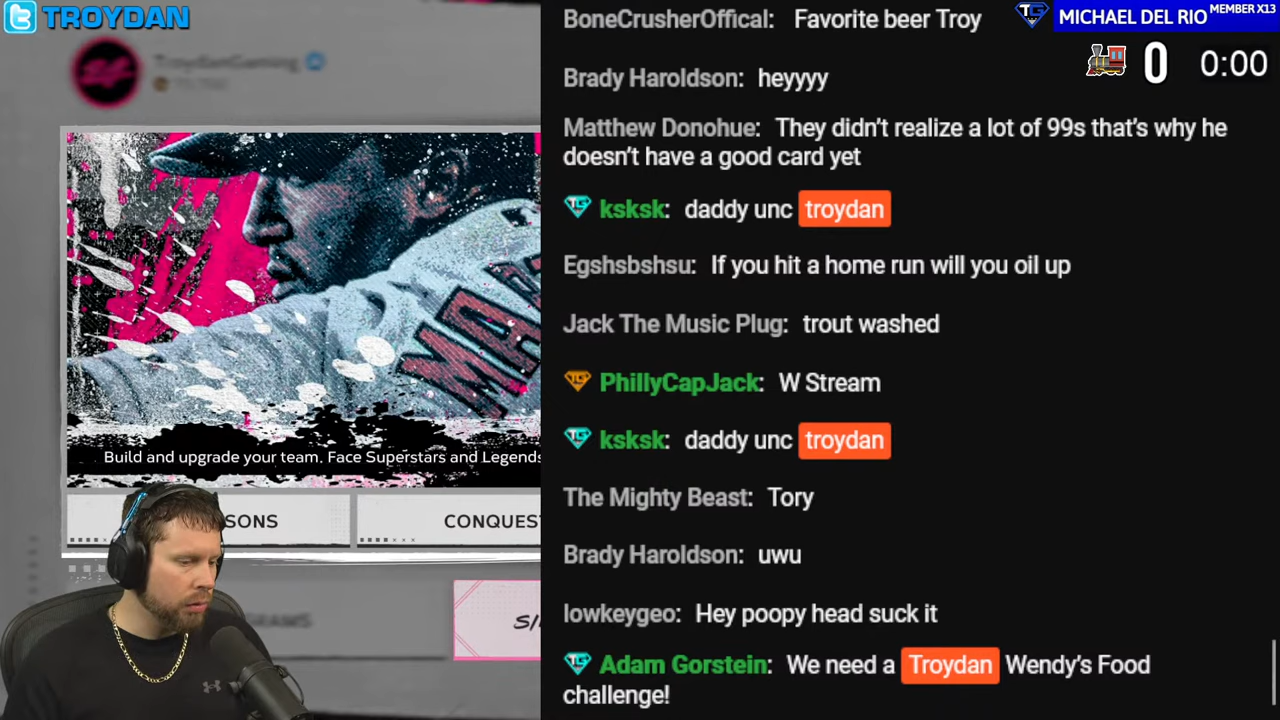 TROYDAN
TroydanGaming
Build and upgrade your team. Face Superstars and Legends
SONS
CONQUEST
BoneCrusherOffical: Favorite beer Troy
MICHAEL DEL RIO MEMBER X13
0 0:00
Brady Haroldson: heyyyy
Matthew Donohue: They didn’t realize a lot of 99s that’s why he
doesn’t have a good card yet
ksksk: daddy unc troydan
Egshsbshsu: If you hit a home run will you oil up
Jack The Music Plug: trout washed
PhillyCapJack: W Stream
ksksk: daddy unc troydan
The Mighty Beast: Tory
Brady Haroldson: uwu
lowkeygeo: Hey poopy head suck it
Adam Gorstein: We need a Troydan Wendy’s Food
challenge!